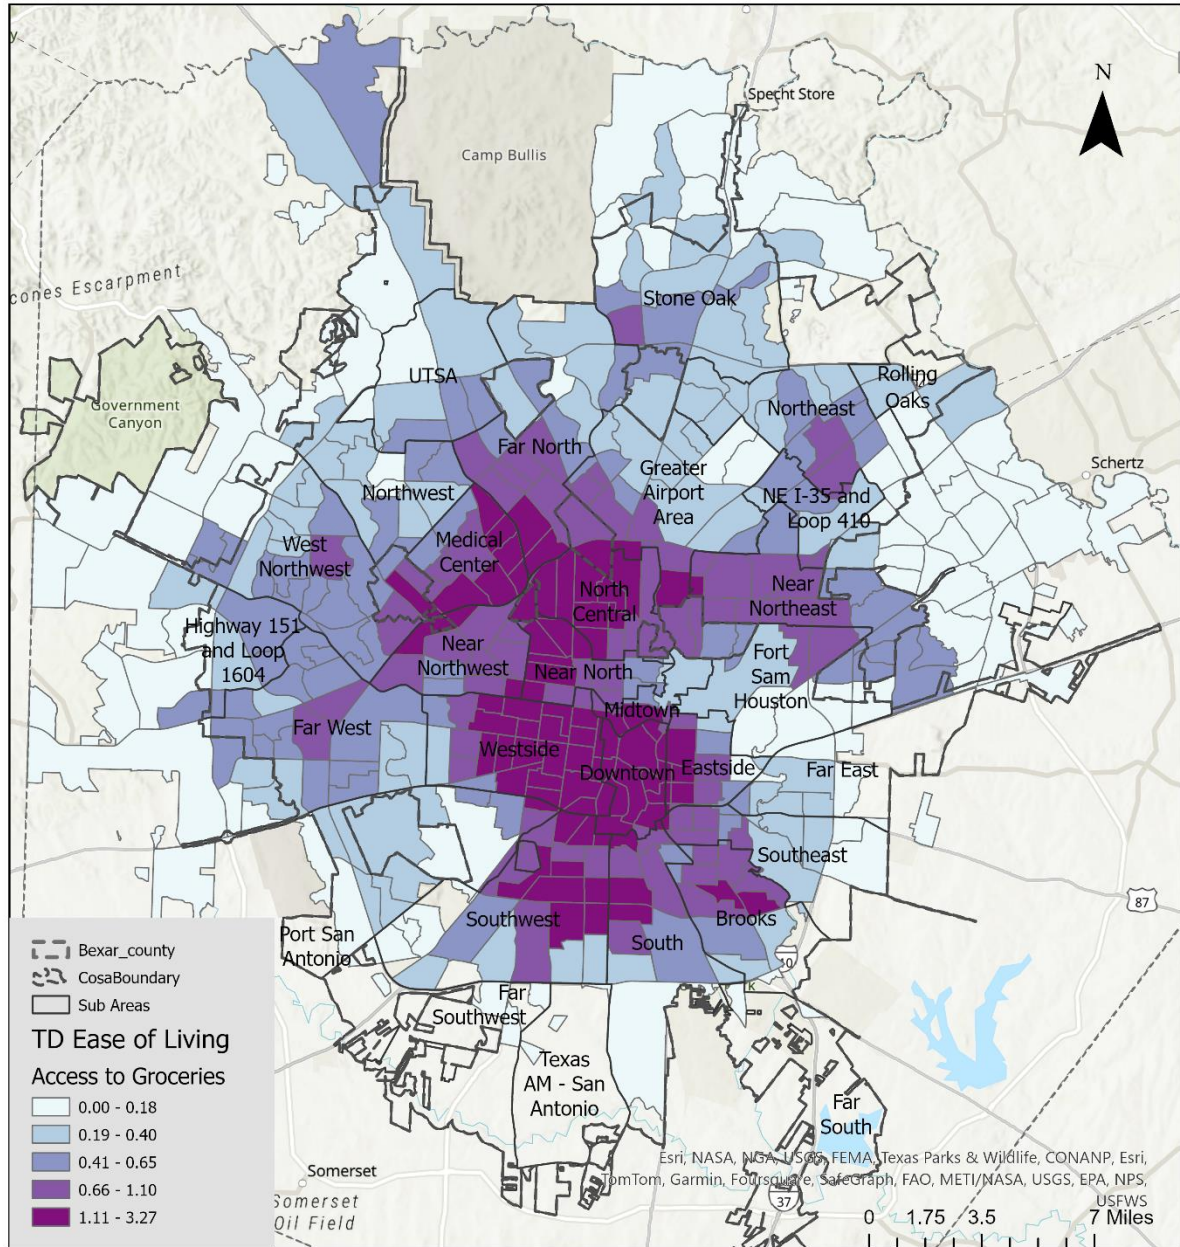 N
Specht Store
Camp Bullis
cones Escarpment
Stone Oak
Government
Canyon
UTSA
Rolling
Oaks
Northeast
Far North
Schertz
Greater
Airport
Area
Northwest
NE I-35 and
Loop 410
West
Northwest
Medical
Center
North
Central
Near
Northeast
Highway 151
and Loop
1604
Near
Northwest
Near North
Fort
Sam
Houston
Midtown
Far West
Westside
Downtown
Eastside
Far East
Southeast
Southwest
South
Brooks
87
Port San
Antonio
Far
Southwest
Texas
AM - San
Antonio
Far
South
Bexar_county
CosaBoundary
Sub Areas
TD Ease of Living
Access to Groceries
0.00 - 0.18
0.19 - 0.40
0.41 - 0.65
0.66 - 1.10
1.11 - 3.27
Somerset
Somerset
Oil Field
37
Esri, NASA, NGA, USGS, FEMA, Texas Parks & Wildlife, CONANP, Esri,
TomTom, Garmin, Foursquare, SafeGraph, FAO, METI/NASA, USGS, EPA, NPS,
USFWS
0 1.75 3.5 7 Miles